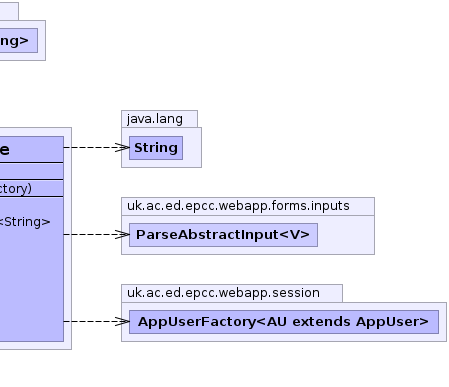 ng>
java.lang
String
e
ctory)
<String>
uk.ac.ed.epcc.webapp.forms.inputs
ParseAbstractInput<V>
uk.ac.ed.epcc.webapp.session
AppUserFactory<AU extends AppUser>